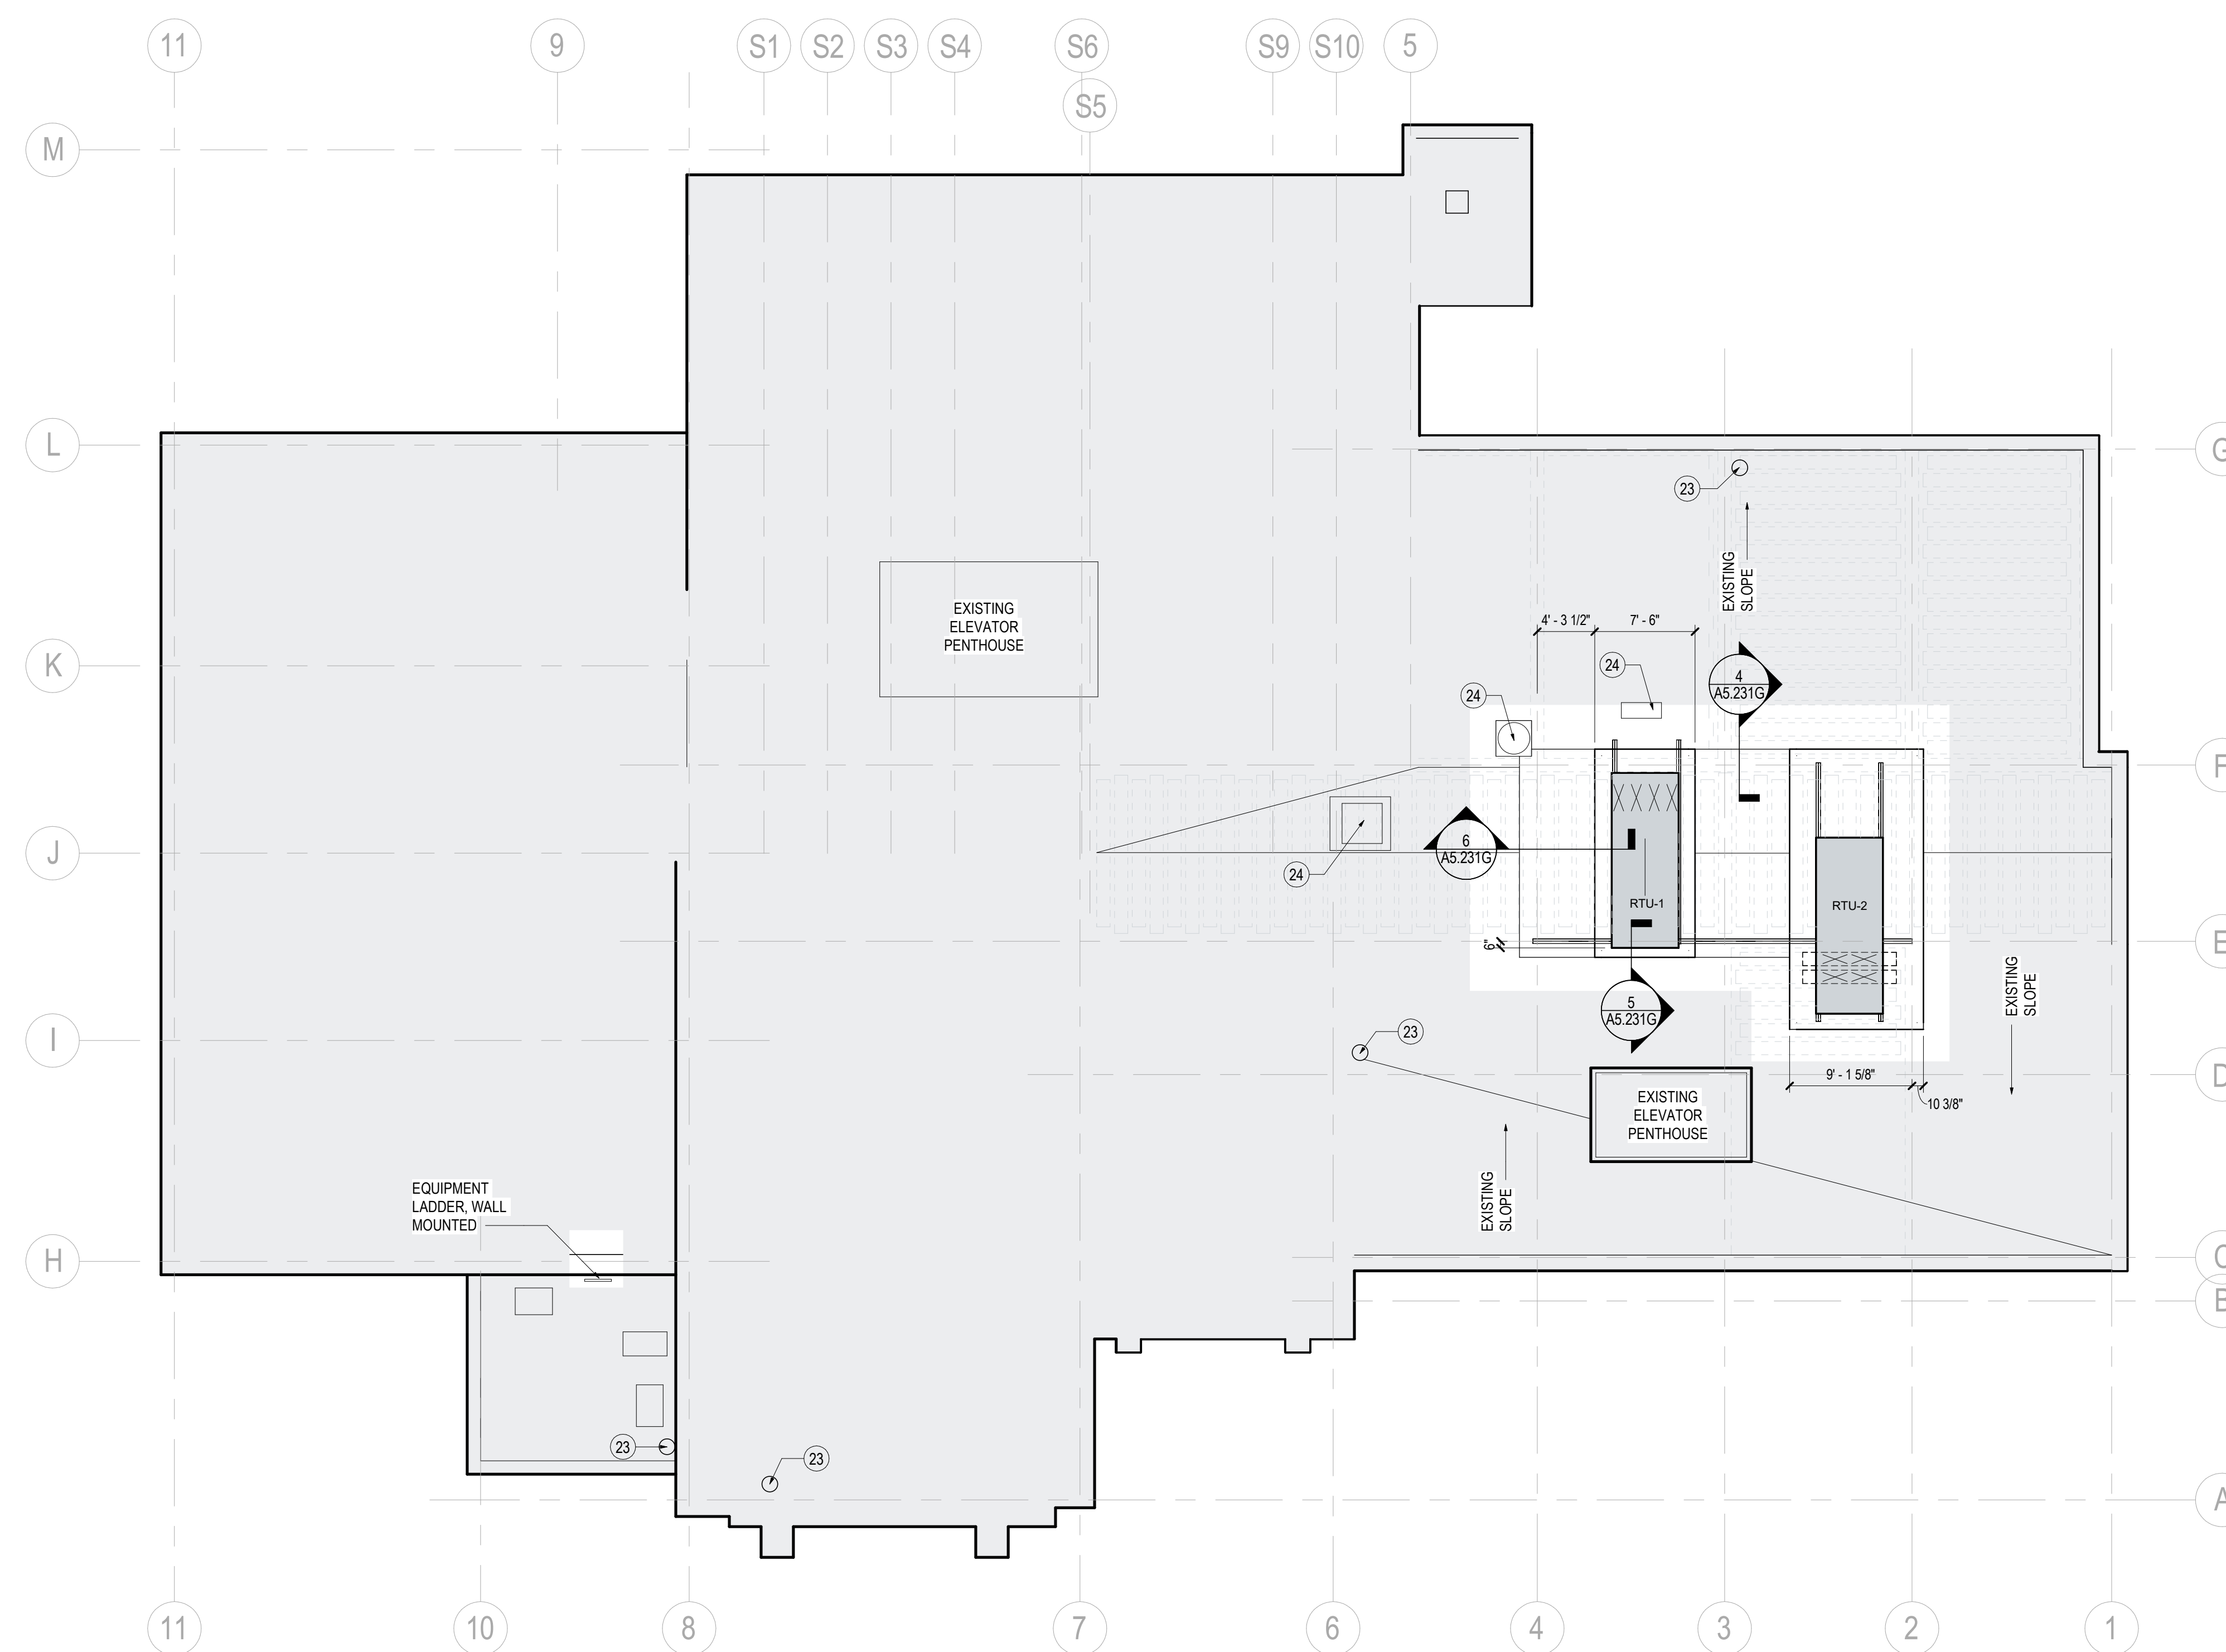 11
9
S1
S2
S3
S4
S6
S9
S10
5
S5
M
L
G
23
EXISTING
SLOPE
EXISTING
ELEVATOR
PENTHOUSE
4' - 3 1/2"
7' - 6"
K
24
24
4
A5.231G
F
J
6
A5.231G
24
RTU-1
RTU-2
6"
E
EXISTING
SLOPE
5
A5.231G
23
I
D
9' - 1 5/8"
10 3/8"
EXISTING
ELEVATOR
PENTHOUSE
EXISTING
SLOPE
EQUIPMENT
LADDER, WALL
MOUNTED
H
C
B
23
23
A
11
10
8
7
6
4
3
2
1